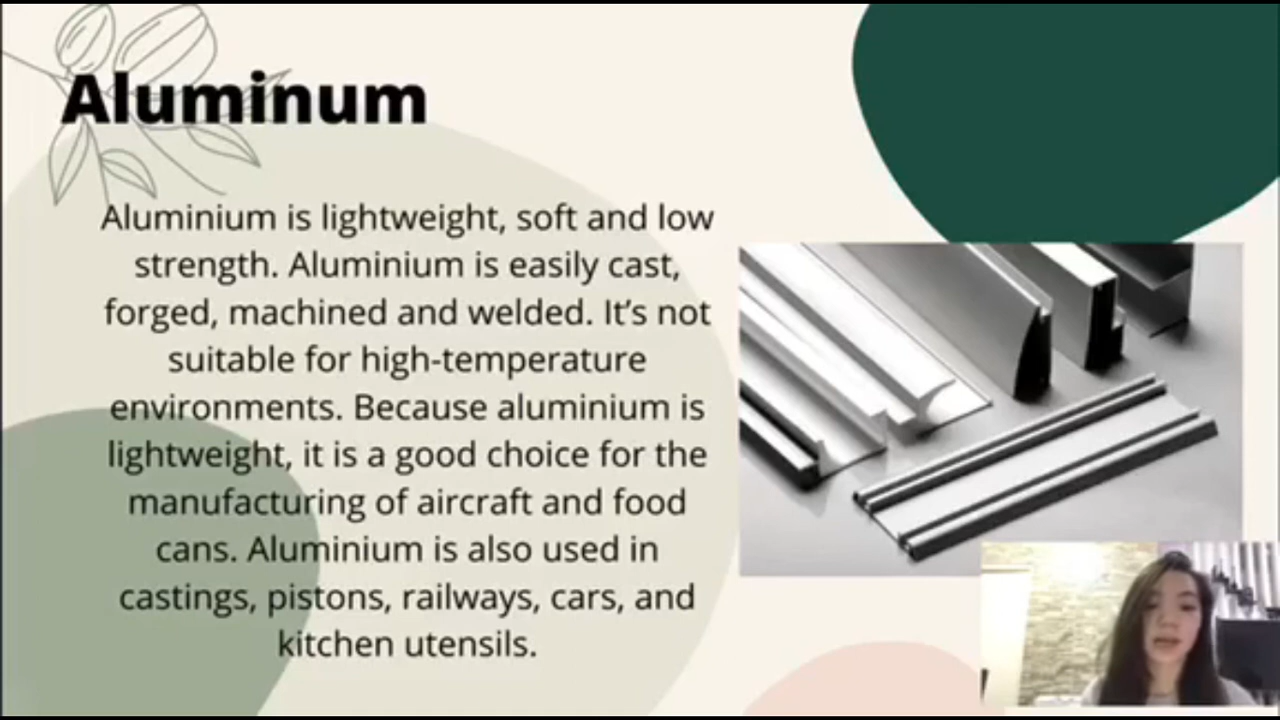 Aluminum
Aluminium is lightweight, soft and low
strength. Aluminium is easily cast,
forged, machined and welded. It’s not
suitable for high-temperature
environments. Because aluminium is
lightweight, it is a good choice for the
manufacturing of aircraft and food
cans. Aluminium is also used in
castings, pistons, railways, cars, and
kitchen utensils.